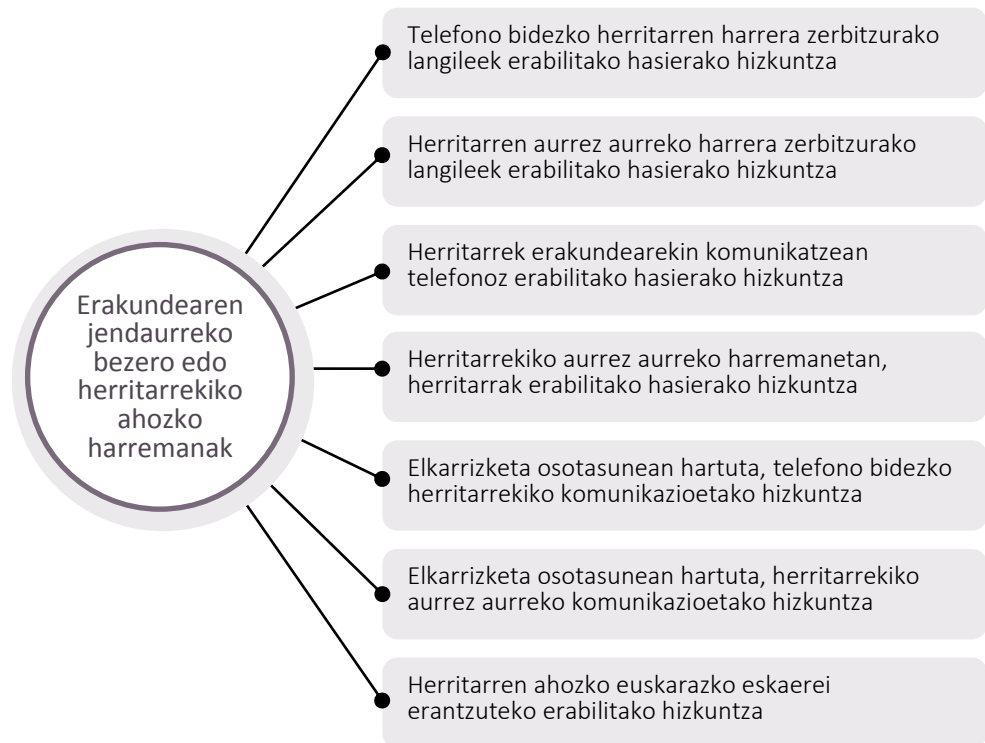 Telefono bidezko herritarren harrera zerbitzurako
langileek erabilitako hasierako hizkuntza
Herritarren aurrez aurreko harrera zerbitzurako
langileek erabilitako hasierako hizkuntza
Herritarrek erakundearekin komunikatzean
telefonoz erabilitako hasierako hizkuntza
Erakundearen
jendaurreko
bezero edo
herritarrekiko
ahozko
harremanak
Herritarrekiko aurrez aurreko harremanetan,
herritarrak erabilitako hasierako hizkuntza
Elkarrizketa osotasunean hartuta, telefono bidezko
herritarrekiko komunikazioetako hizkuntza
Elkarrizketa osotasunean hartuta, herritarrekiko
aurrez aurreko komunikazioetako hizkuntza
Herritarren ahozko euskarazko eskaerei
erantzuteko erabilitako hizkuntza